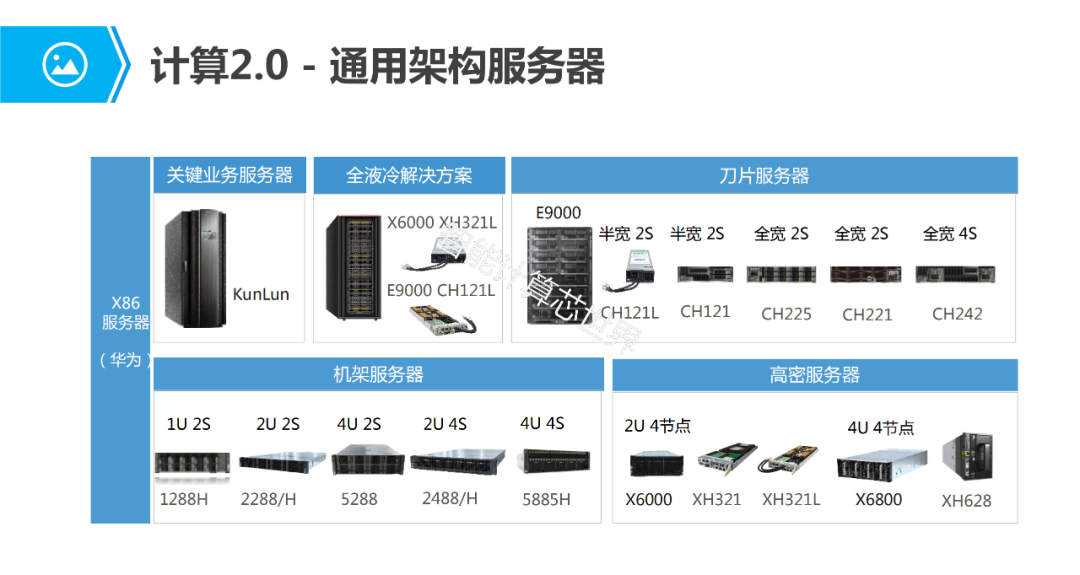 计算2.0 - 通用架构服务器
X86
服务器
（华为）
关键业务服务器
KunLun
全液冷解决方案
X6000 XH321L
E9000 CH121L
刀片服务器
E9000
半宽 2S
半宽 2S
全宽 2S
全宽 2S
全宽 4S
CH121L
CH121
CH225
CH221
CH242
智能计算芯世界
机架服务器
1U 2S
2U 2S
4U 2S
2U 4S
4U 4S
1288H
2288/H
5288
2488/H
5885H
高密服务器
2U 4节点
4U 4节点
X6000
XH321
XH321L
X6800
XH628